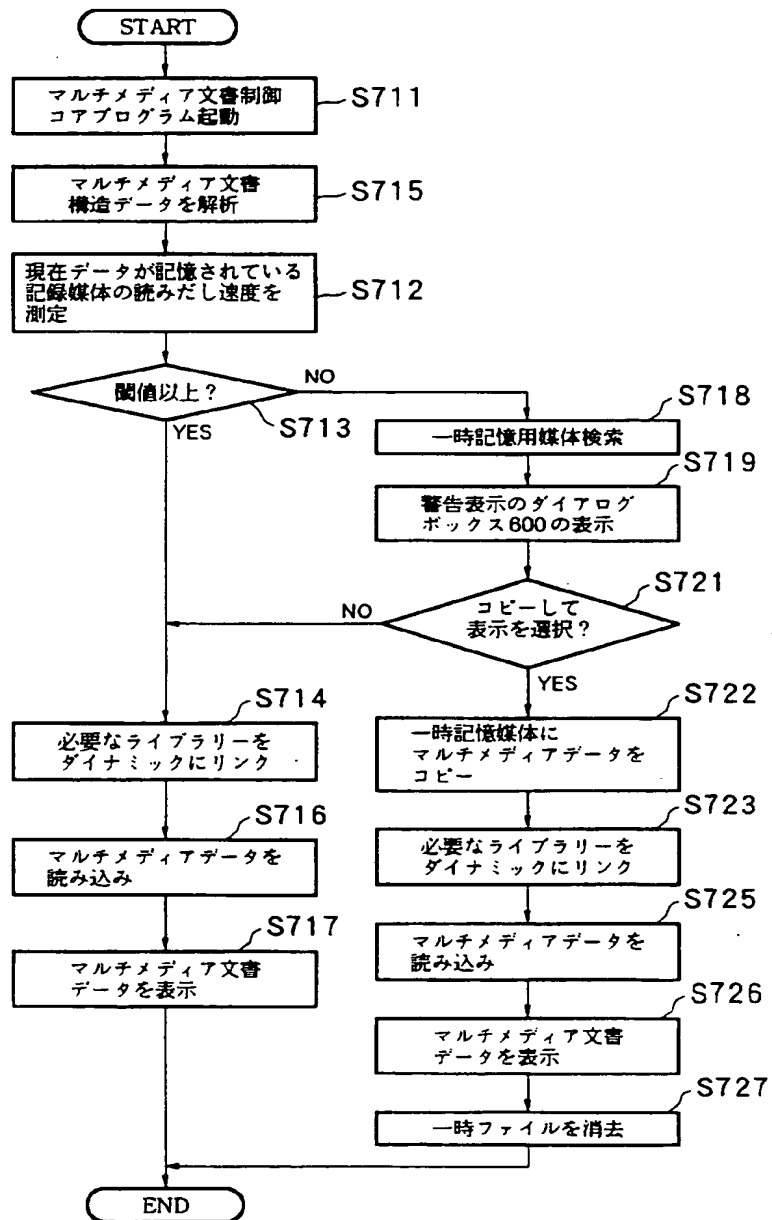 START
マルチメディア文書制御
コアプログラム起動
S711
マルチメディア文書
構造データを解析
S715
現在データが記憶されている
記録媒体の読みだし速度を
測定
S712
閾値以上？
S713
NO
YES
S718
一時記憶用媒体検索
S719
警告表示のダイアログ
ボックス600の表示
S721
コピーして
表示を選択？
NO
YES
S714
必要なライブラリーを
ダイナミックにリンク
S716
マルチメディアデータを
読み込み
S717
マルチメディア文書
データを表示
S722
一時記憶媒体に
マルチメディアデータを
コピー
S723
必要なライブラリーを
ダイナミックにリンク
S725
マルチメディアデータを
読み込み
S726
マルチメディア文書
データを表示
S727
一時ファイルを消去
END